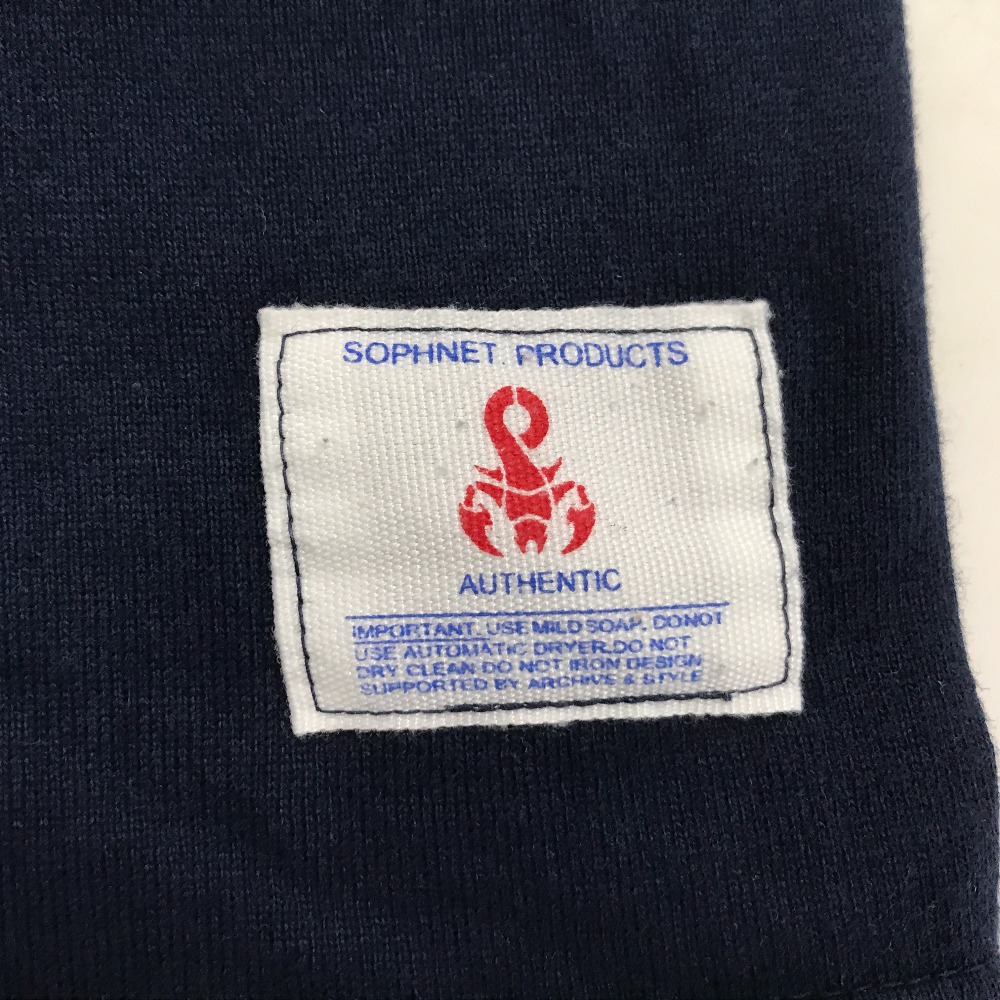 SOPHNET. PRODUCTS
AUTHENTIC
IMPORTANT. USE MILD SOAP. DO NOT
USE AUTOMATIC DRYER.DO NOT
DRY CLEAN DO NOT IRON DESIGN
SUPPORTED BY ARCHIVE & STYLE